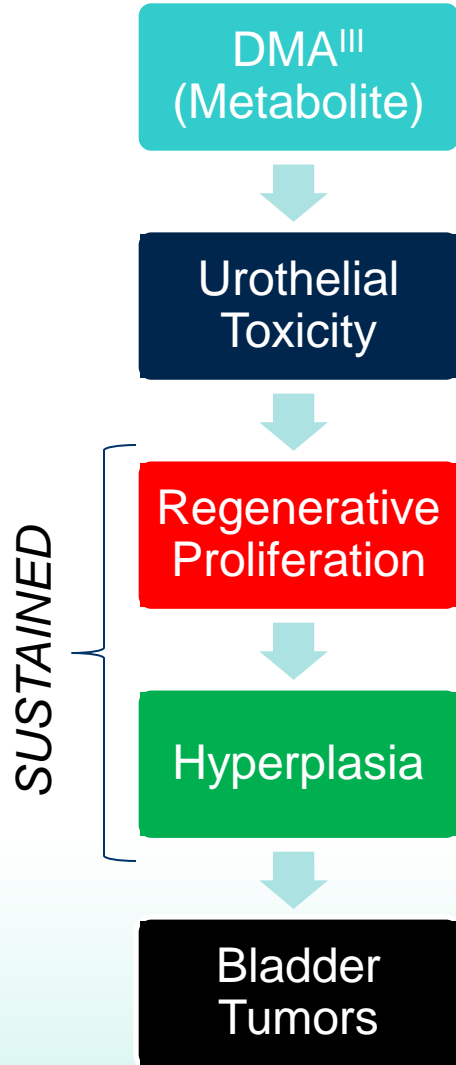 DMAᴵᴵᴵ
(Metabolite)
Urothelial
Toxicity
SUSTAINED
Regenerative
Proliferation
Hyperplasia
Bladder
Tumors